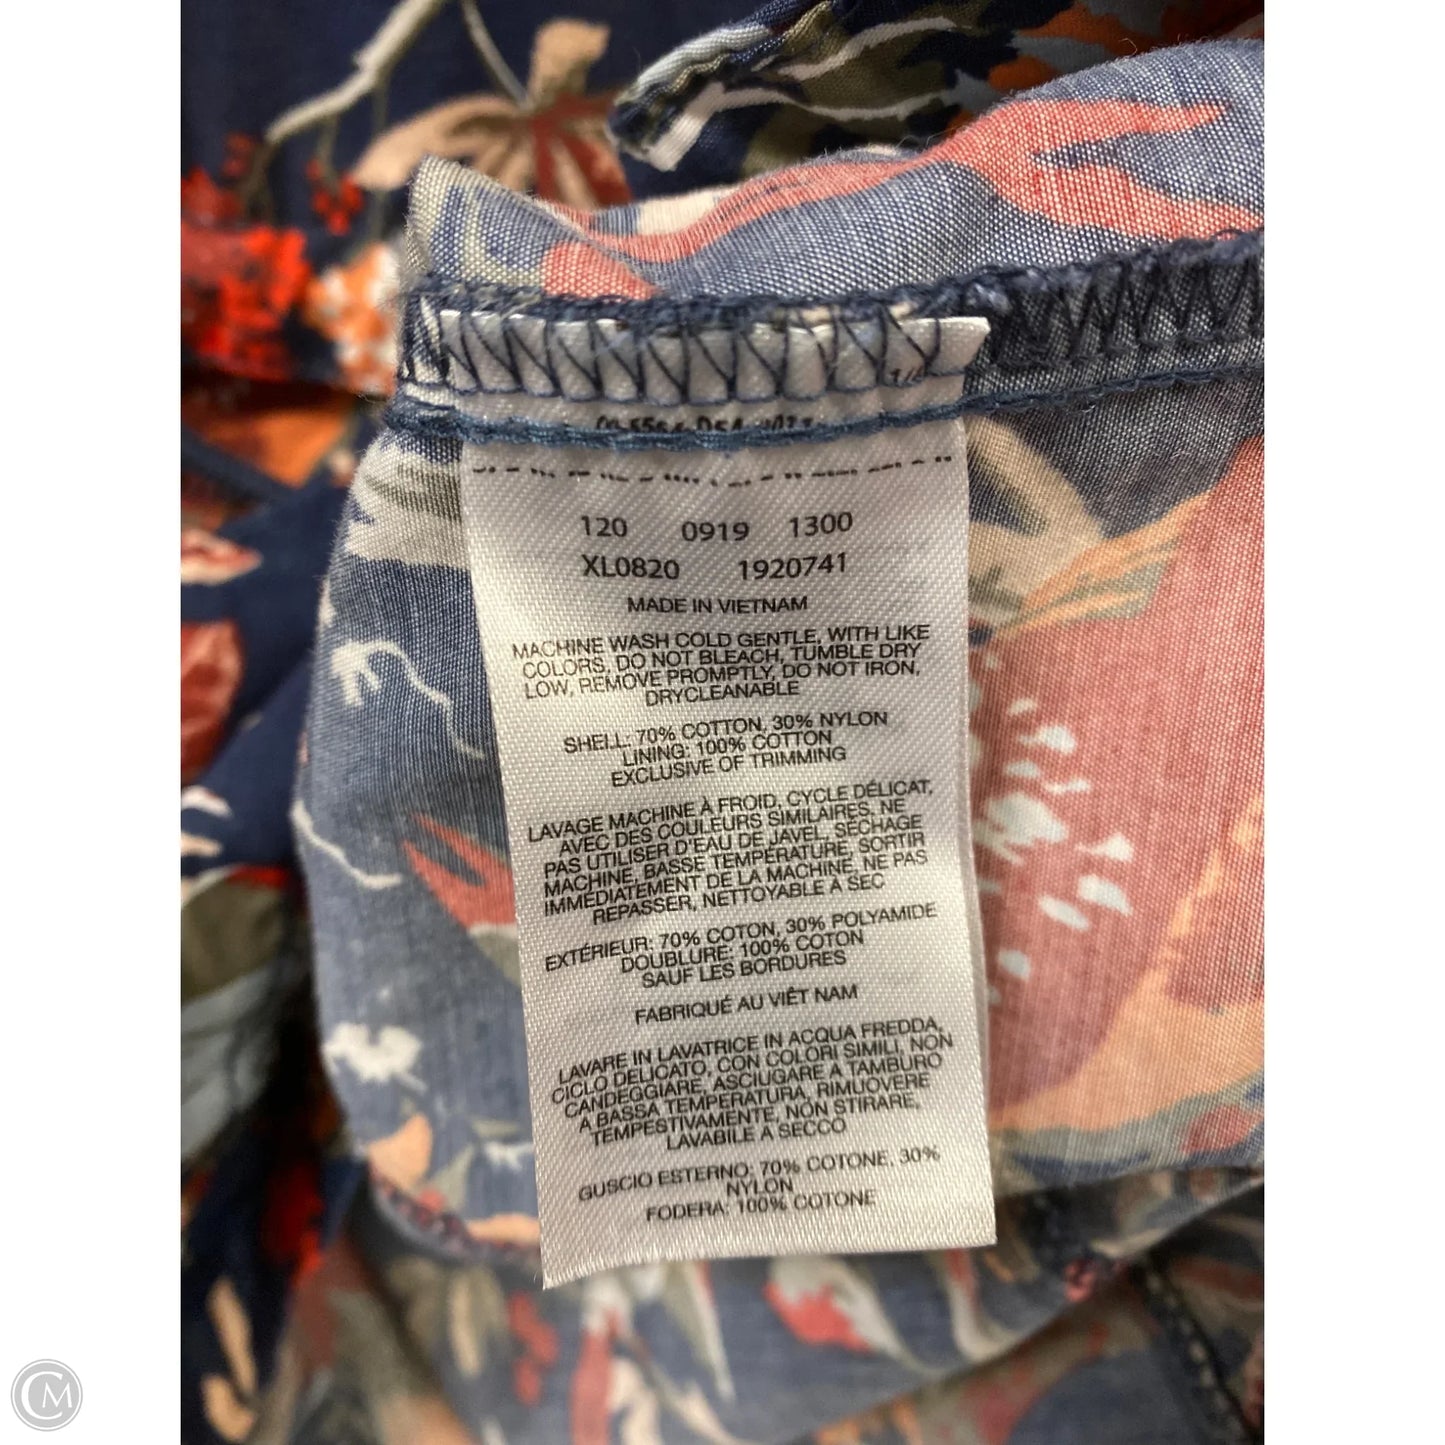 120 0919 1300
XL0820 1920741
MADE IN VIETNAM
MACHINE WASH COLD GENTLE, WITH LIKE
COLORS, DO NOT BLEACH, TUMBLE DRY
LOW, REMOVE PROMPTLY, DO NOT IRON,
DRYCLEANABLE
SHELL: 70% COTTON, 30% NYLON
LINING: 100% COTTON
EXCLUSIVE OF TRIMMING
LAVAGE MACHINE À FROID, CYCLE DÉLICAT,
AVEC DES COULEURS SIMILAIRES, NE
PAS UTILISER D'EAU DE JAVEL, SÉCHAGE
MACHINE, BASSE TEMPÉRATURE, SORTIR
IMMÉDIATEMENT DE LA MACHINE, NE PAS
REPASSER, NETTOYABLE À SEC
EXTÉRIEUR: 70% COTON, 30% POLYAMIDE
DOUBLURE: 100% COTON
SAUF LES BORDURES
FABRIQUÉ AU VIÊT NAM
LAVARE IN LAVATRICE IN ACQUA FREDDA,
CICLO DELICATO, CON COLORI SIMILI, NON
CANDEGGIARE, ASCIUGARE A TAMBURO
A BASSA TEMPERATURA, RIMUOVERE
TEMPESTIVAMENTE, NON STIRARE,
LAVABILE A SECCO
GUSCIO ESTERNO: 70% COTONE, 30%
NYLON
FODERA: 100% COTONE
CM